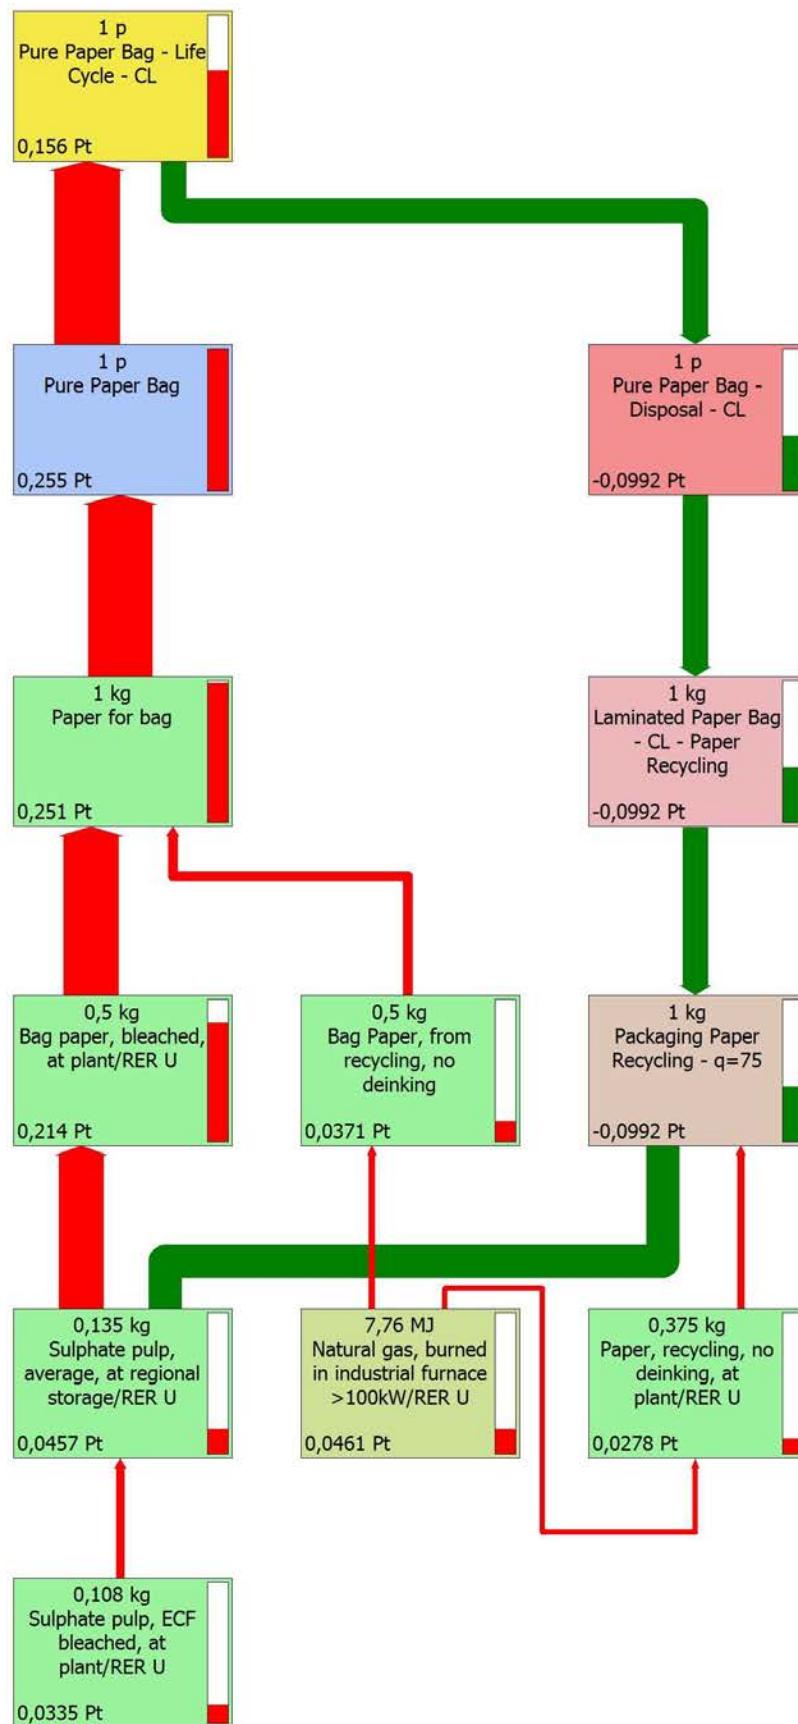 1 p
Pure Paper Bag - Life
Cycle - CL
0,156 Pt
1 p
Pure Paper Bag
0,255 Pt
1 p
Pure Paper Bag -
Disposal - CL
-0,0992 Pt
1 kg
Paper for bag
0,251 Pt
1 kg
Laminated Paper Bag
- CL - Paper
Recycling
-0,0992 Pt
0,5 kg
Bag paper, bleached,
at plant/RER U
0,214 Pt
0,5 kg
Bag Paper, from
recycling, no
deinking
0,0371 Pt
1 kg
Packaging Paper
Recycling - q=75
-0,0992 Pt
0,135 kg
Sulphate pulp,
average, at regional
storage/RER U
0,0457 Pt
7,76 MJ
Natural gas, burned
in industrial furnace
>100kW/RER U
0,0461 Pt
0,375 kg
Paper, recycling, no
deinking, at
plant/RER U
0,0278 Pt
0,108 kg
Sulphate pulp, ECF
bleached, at
plant/RER U
0,0335 Pt